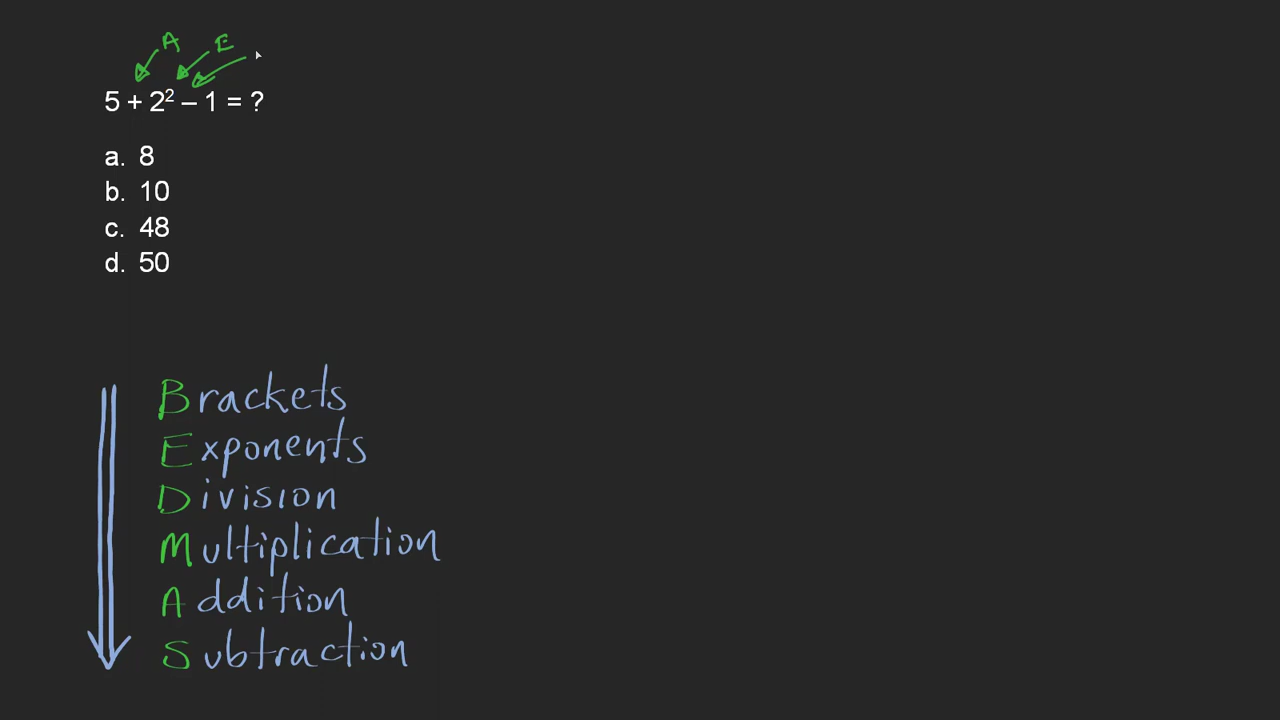 A E
5 + 2² – 1 = ?
a. 8
b. 10
c. 48
d. 50
Brackets
Exponents
Division
Multiplication
Addition
Subtraction